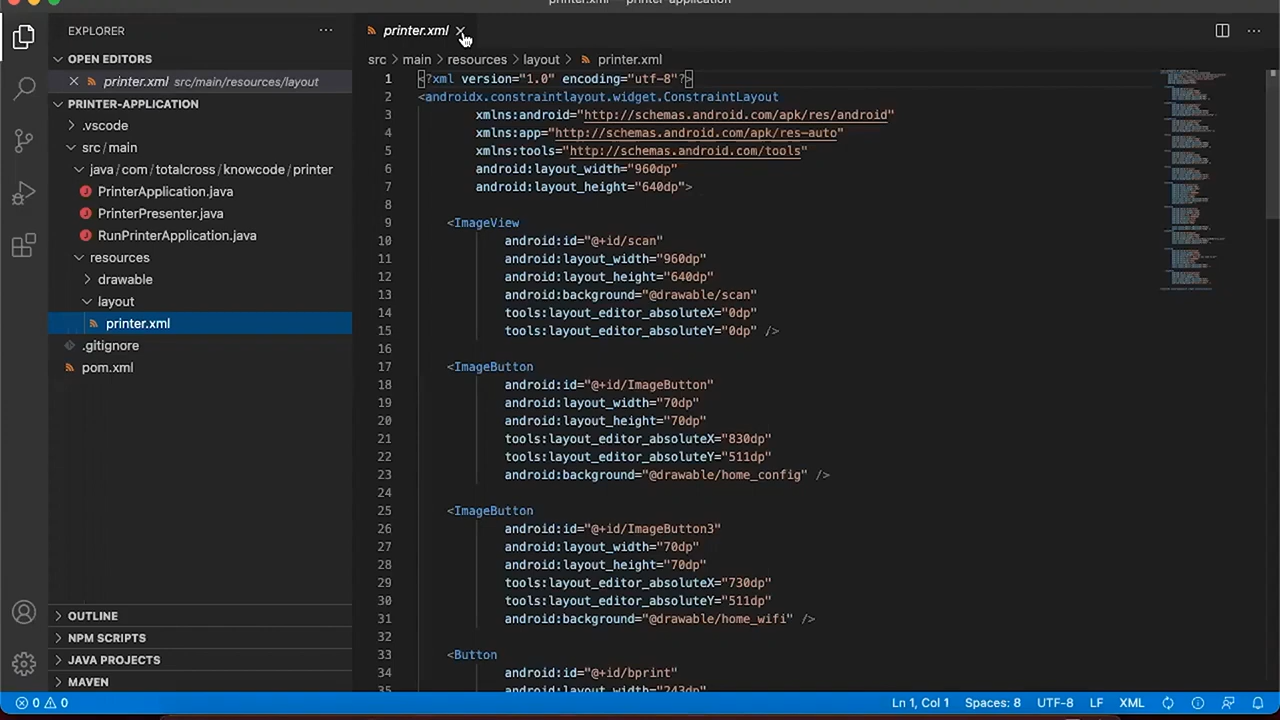 printer.xml — printer-application
EXPLORER
OPEN EDITORS
printer.xml src/main/resources/layout
PRINTER-APPLICATION
.vscode
src / main
java / com / totalcross / knowcode / printer
PrinterApplication.java
PrinterPresenter.java
RunPrinterApplication.java
resources
drawable
layout
printer.xml
.gitignore
pom.xml
OUTLINE
NPM SCRIPTS
JAVA PROJECTS
MAVEN
printer.xml
src > main > resources > layout > printer.xml
1 <?xml version="1.0" encoding="utf-8"?>
2 <androidx.constraintlayout.widget.ConstraintLayout
3 xmlns:android="http://schemas.android.com/apk/res/android"
4 xmlns:app="http://schemas.android.com/apk/res-auto"
5 xmlns:tools="http://schemas.android.com/tools"
6 android:layout_width="960dp"
7 android:layout_height="640dp">
8
9 <ImageView
10 android:id="@+id/scan"
11 android:layout_width="960dp"
12 android:layout_height="640dp"
13 android:background="@drawable/scan"
14 tools:layout_editor_absoluteX="0dp"
15 tools:layout_editor_absoluteY="0dp" />
16
17 <ImageButton
18 android:id="@+id/ImageButton"
19 android:layout_width="70dp"
20 android:layout_height="70dp"
21 tools:layout_editor_absoluteX="830dp"
22 tools:layout_editor_absoluteY="511dp"
23 android:background="@drawable/home_config" />
24
25 <ImageButton
26 android:id="@+id/ImageButton3"
27 android:layout_width="70dp"
28 android:layout_height="70dp"
29 tools:layout_editor_absoluteX="730dp"
30 tools:layout_editor_absoluteY="511dp"
31 android:background="@drawable/home_wifi" />
32
33 <Button
34 android:id="@+id/bprint"
35 android:layout_width="243dp"
0 0
Ln 1, Col 1
Spaces: 8
UTF-8
LF
XML